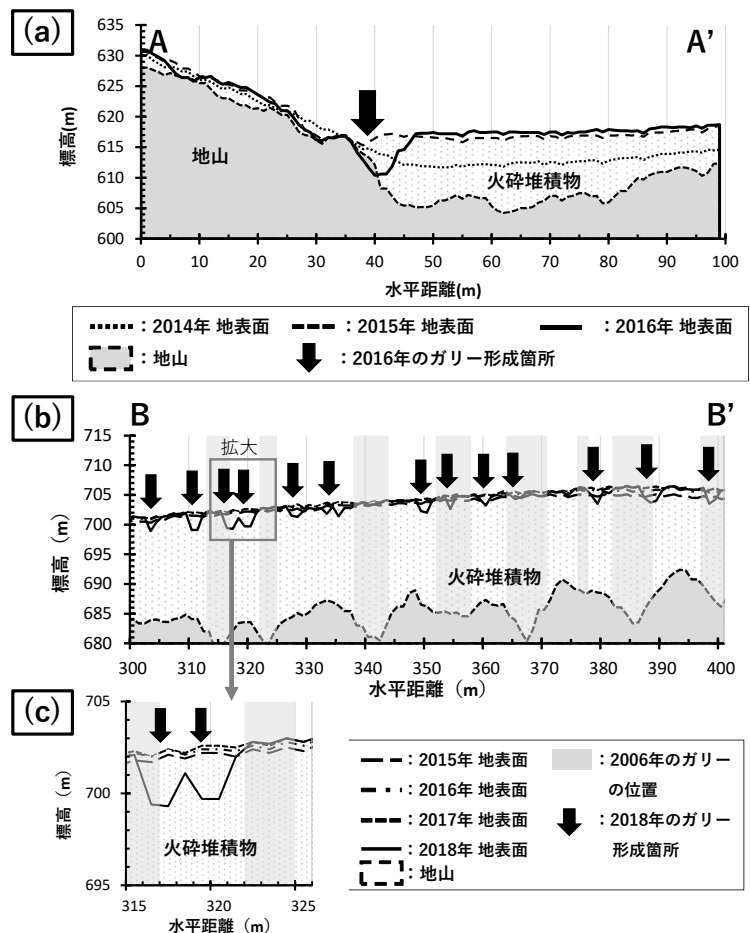 (a)
A
A'
635
630
625
620
615
610
605
600
標高(m)
地山
火砕堆積物
0
10
20
30
40
50
60
70
80
90
100
水平距離(m)
：2014年 地表面
：2015年 地表面
：2016年 地表面
：地山
：2016年のガリー形成箇所
(b)
B
B'
715
710
705
700
695
690
685
680
標高（m）
拡大
火砕堆積物
300
310
320
330
340
350
360
370
380
390
400
水平距離（m）
(c)
703
700
695
標高（m）
火砕堆積物
315
317
319
321
323
325
水平距離（m）
：2015年 地表面
：2016年 地表面
：2017年 地表面
：2018年 地表面
：地山
：2006年のガリー
の位置
：2018年のガリー
形成箇所